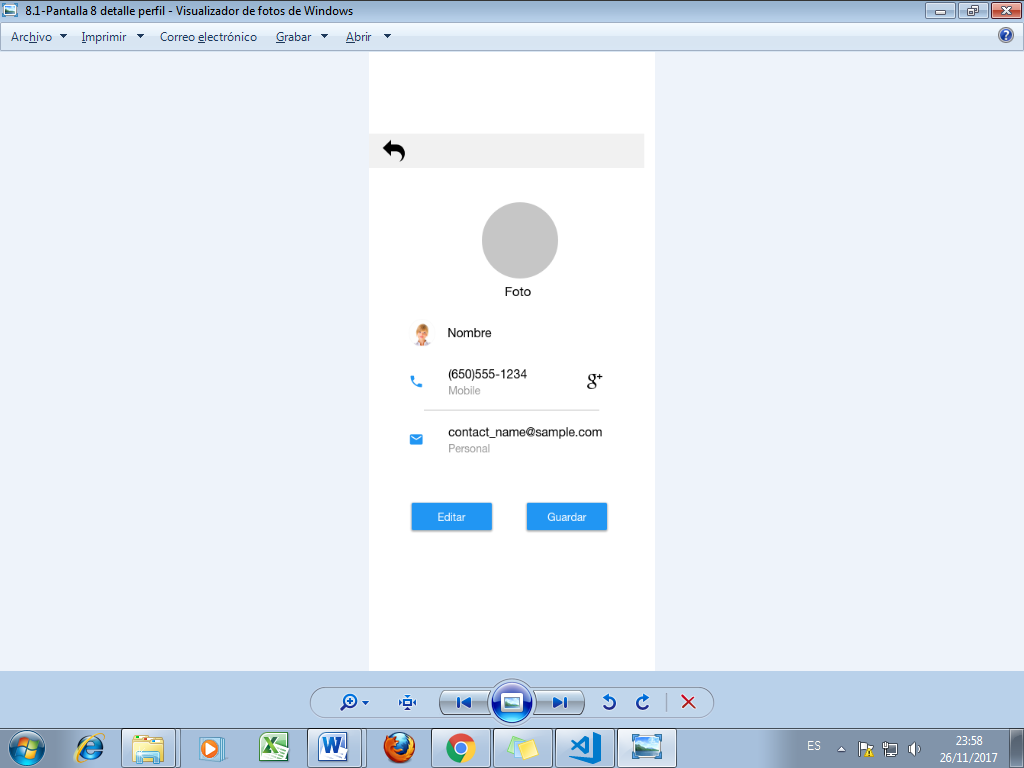 8.1-Pantalla 8 detalle perfil - Visualizador de fotos de Windows
Archivo Imprimir Correo electrónico Grabar Abrir
Foto
Nombre
(650)555-1234
Mobile
g+
contact_name@sample.com
Personal
Editar Guardar
ES 23:58
26/11/2017